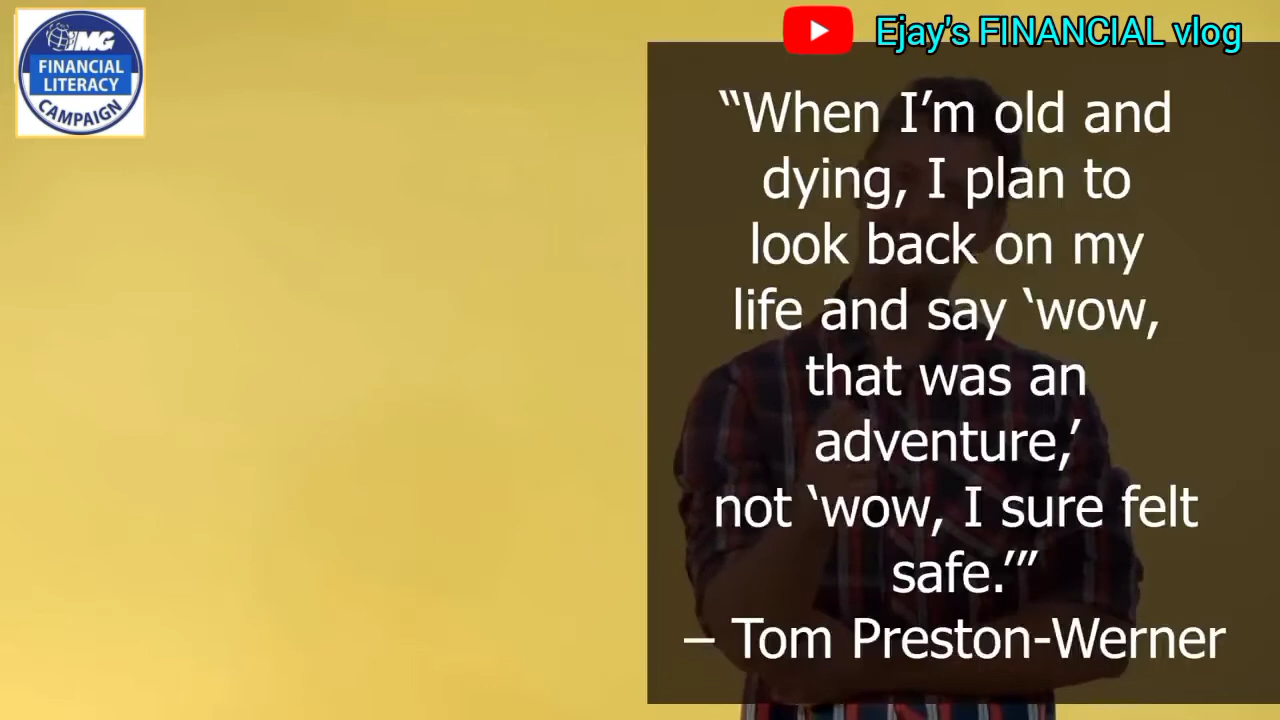 IMG
FINANCIAL
LITERACY
CAMPAIGN
Ejay's FINANCIAL vlog
“When I’m old and
dying, I plan to
look back on my
life and say ‘wow,
that was an
adventure,’
not ‘wow, I sure felt
safe.’”
– Tom Preston-Werner